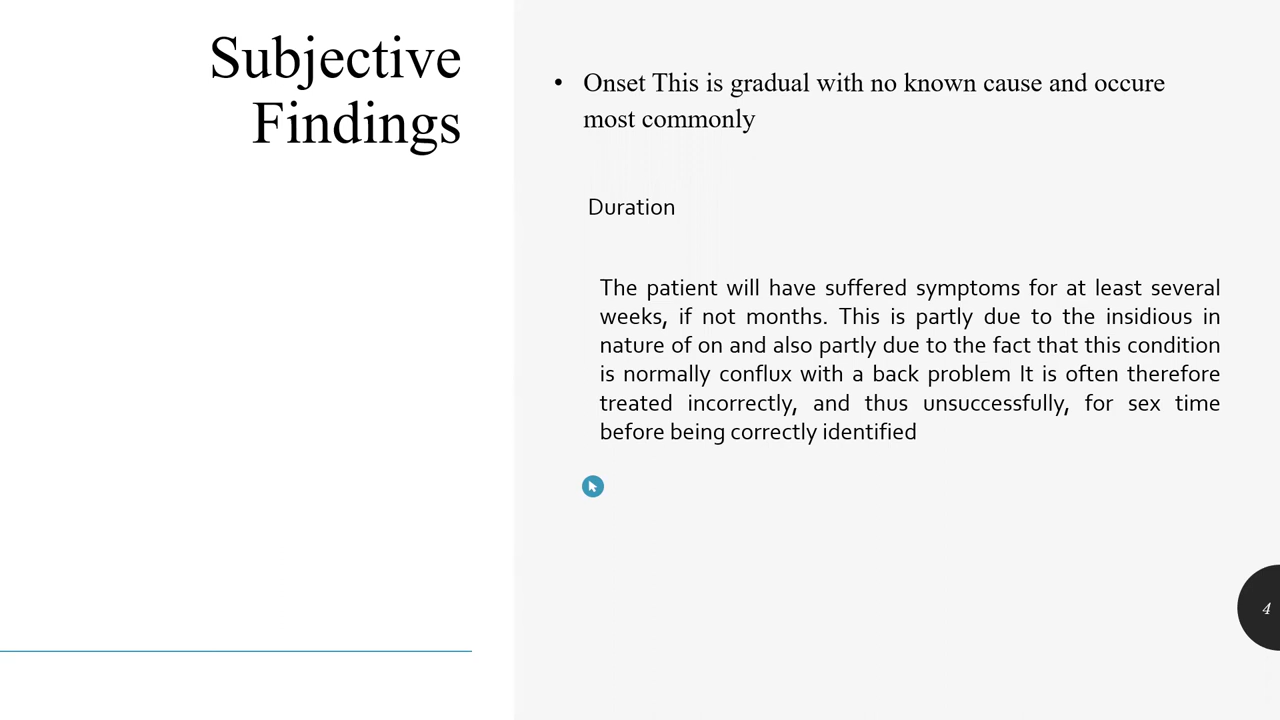 Subjective
Findings
• Onset This is gradual with no known cause and occure
most commonly
Duration
The patient will have suffered symptoms for at least several
weeks, if not months. This is partly due to the insidious in
nature of on and also partly due to the fact that this condition
is normally conflux with a back problem It is often therefore
treated incorrectly, and thus unsuccessfully, for sex time
before being correctly identified
4